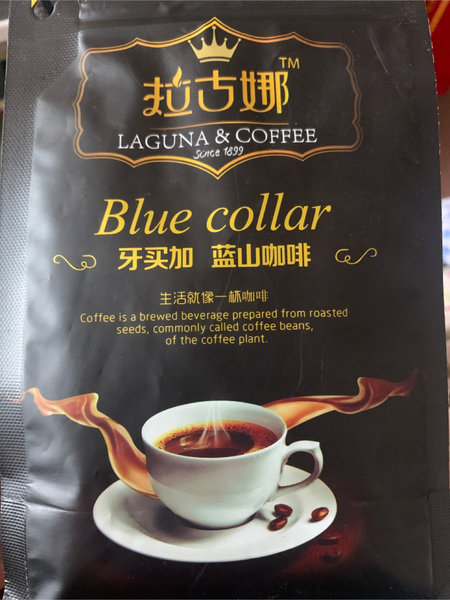 拉古娜™
LAGUNA & COFFEE
Since 1899
Blue collar
牙买加 蓝山咖啡
生活就像一杯咖啡
Coffee is a brewed beverage prepared from roasted
seeds, commonly called coffee beans,
of the coffee plant.